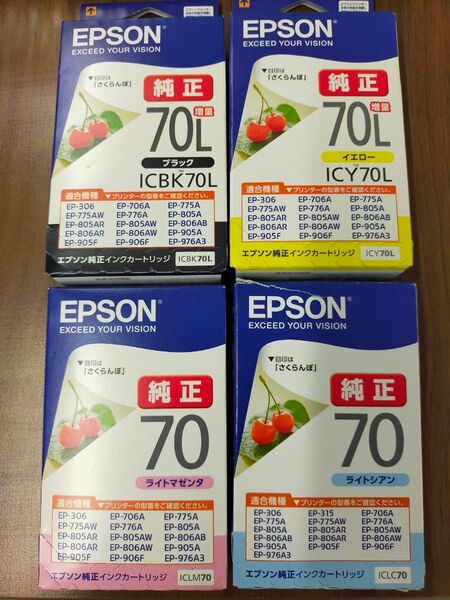 EPSON®
EXCEED YOUR VISION
▼目印は
「さくらんぼ」
純正
70L
増量
ブラック
ICBK70L
適合機種 ▼プリンターの型番をご確認ください。
EP-306 EP-706A EP-775A
EP-775AW EP-776A EP-805A
EP-805AR EP-805AW EP-806AB
EP-806AR EP-806AW EP-905A
EP-905F EP-906F EP-976A3
エプソン純正インクカートリッジ ICBK70L
EPSON®
EXCEED YOUR VISION
▼目印は
「さくらんぼ」
純正
70L
増量
イエロー
ICY70L
適合機種 ▼プリンターの型番をご確認ください。
EP-306 EP-706A EP-775A
EP-775AW EP-776A EP-805A
EP-805AR EP-805AW EP-806AB
EP-806AR EP-806AW EP-905A
EP-905F EP-906F EP-976A3
エプソン純正インクカートリッジ ICY70L
EPSON®
EXCEED YOUR VISION
▼目印は
「さくらんぼ」
純正
70
ライトマゼンタ
適合機種 ▼プリンターの型番をご確認ください。
EP-306 EP-706A EP-775A
EP-775AW EP-776A EP-805A
EP-805AR EP-805AW EP-806AB
EP-806AR EP-806AW EP-905A
EP-905F EP-906F EP-976A3
エプソン純正インクカートリッジ ICLM70
EPSON®
EXCEED YOUR VISION
▼目印は
「さくらんぼ」
純正
70
ライトシアン
適合機種 ▼プリンターの型番をご確認ください。
EP-306 EP-315 EP-706A
EP-775A EP-775AW EP-776A
EP-805A EP-805AR EP-805AW
EP-806AB EP-806AR EP-806AW
EP-905A EP-905F EP-906F
EP-976A3
エプソン純正インクカートリッジ ICLC70